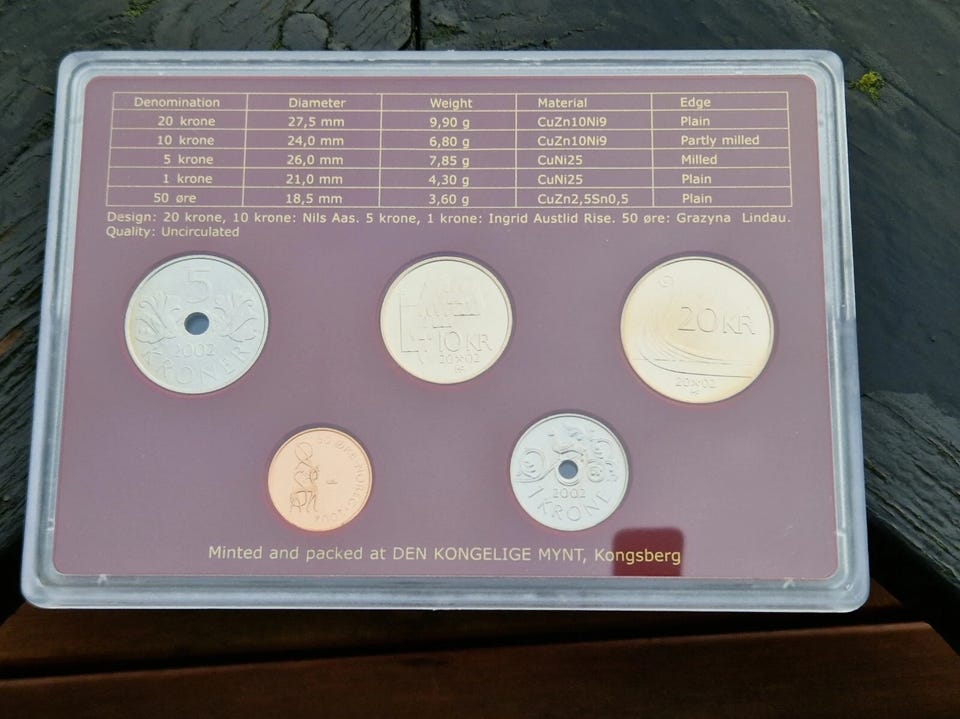 Denomination Diameter Weight Material Edge
20 krone 27,5 mm 9,90 g CuZn10Ni9 Plain
10 krone 24,0 mm 6,80 g CuZn10Ni9 Partly milled
5 krone 26,0 mm 7,85 g CuNi25 Milled
1 krone 21,0 mm 4,30 g CuNi25 Plain
50 øre 18,5 mm 3,60 g CuZn2,5Sn0,5 Plain
Design: 20 krone, 10 krone: Nils Aas. 5 krone, 1 krone: Ingrid Austlid Rise. 50 øre: Grazyna Lindau.
Quality: Uncirculated
5
2002
KRONER
10 KR
20 02
20 KR
20 02
50 ØRE NOREG 2002
2002
1 KRONE
Minted and packed at DEN KONGELIGE MYNT, Kongsberg